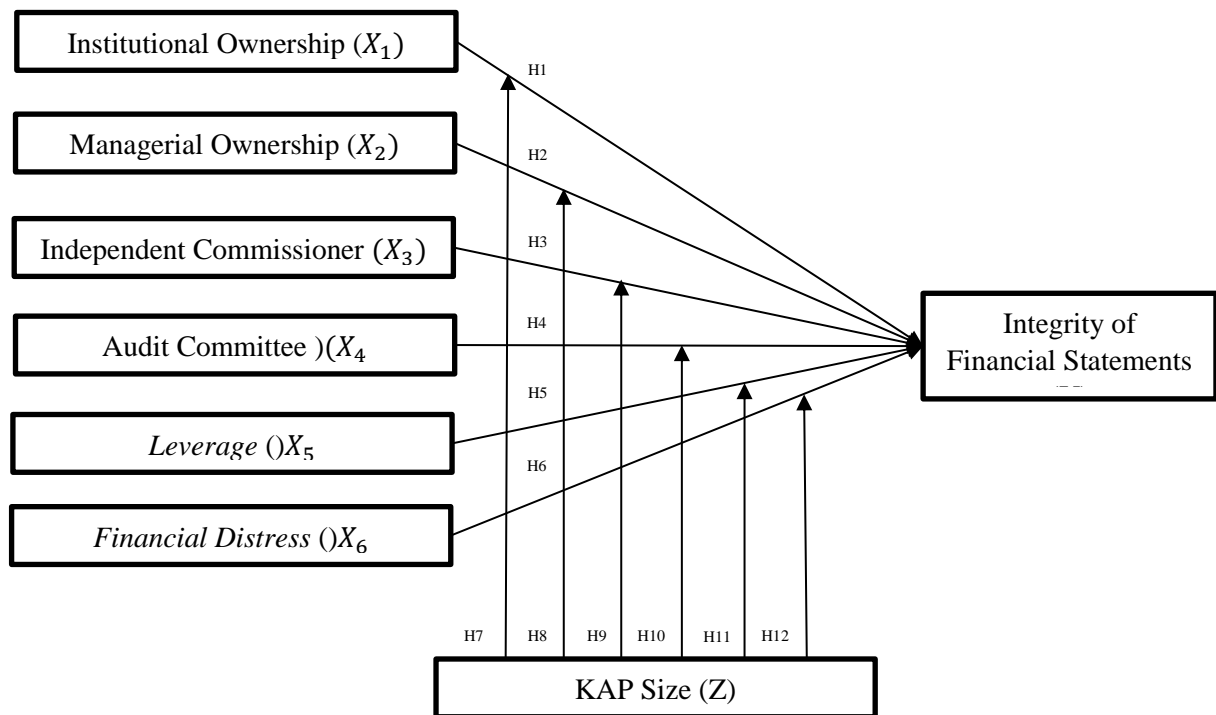 Institutional Ownership (X₁)
H1
Managerial Ownership (X₂)
H2
Independent Commissioner (X₃)
H3
Audit Committee )(X₄
H4
Leverage ()X₅
H5
Financial Distress ()X₆
H6
Integrity of
Financial Statements
H7 H8 H9 H10 H11 H12
KAP Size (Z)